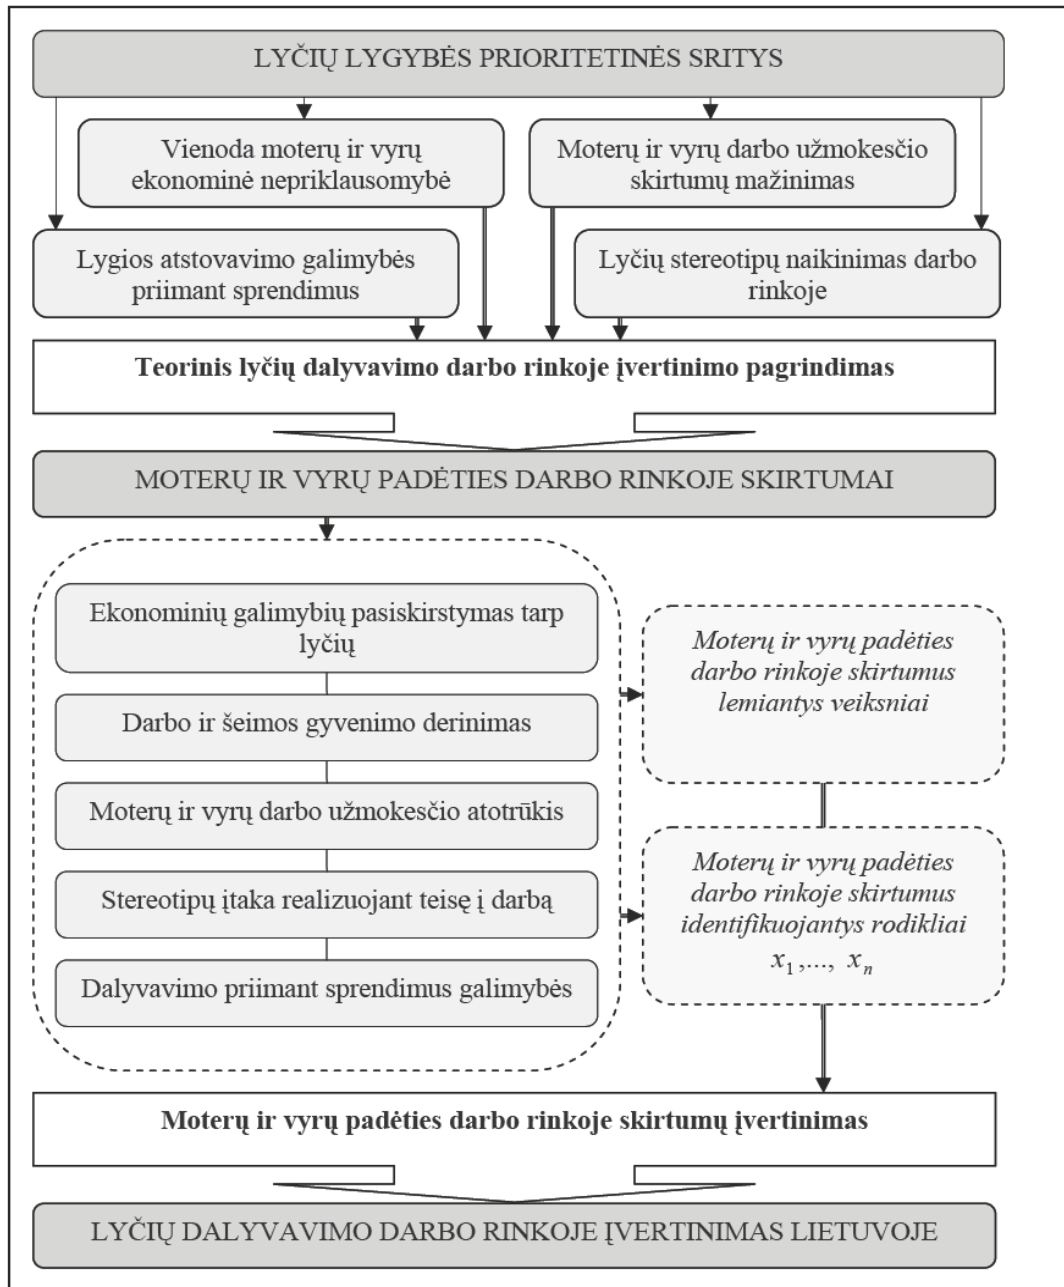 LYČIŲ LYGYBĖS PRIORITETINĖS SRITYS
Vienoda moterų ir vyrų
ekonominė nepriklausomybė
Moterų ir vyrų darbo užmokesčio
skirtumų mažinimas
Lygios atstovavimo galimybės
priimant sprendimus
Lyčių stereotipų naikinimas darbo
rinkoje
Teorinis lyčių dalyvavimo darbo rinkoje įvertinimo pagrindimas
MOTERŲ IR VYRŲ PADĖTIES DARBO RINKOJE SKIRTUMAI
Ekonominių galimybių pasiskirstymas tarp
lyčių
Darbo ir šeimos gyvenimo derinimas
Moterų ir vyrų darbo užmokesčio atotrūkis
Stereotipų įtaka realizuojant teisę į darbą
Dalyvavimo priimant sprendimus galimybės
Moterų ir vyrų padėties
darbo rinkoje skirtumus
lemiantys veiksniai
Moterų ir vyrų padėties
darbo rinkoje skirtumus
identifikuojantys rodikliai
x₁,..., xₙ
Moterų ir vyrų padėties darbo rinkoje skirtumų įvertinimas
LYČIŲ DALYVAVIMO DARBO RINKOJE ĮVERTINIMAS LIETUVOJE